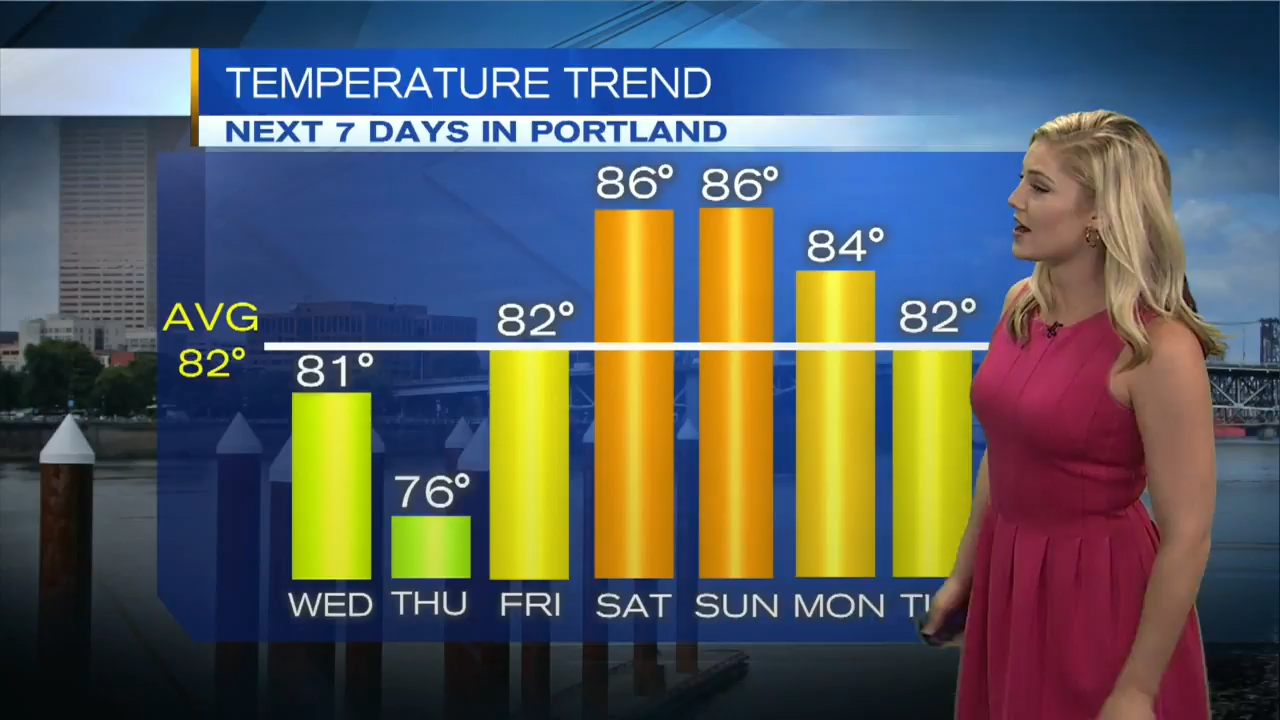 TEMPERATURE TREND
NEXT 7 DAYS IN PORTLAND
86° 86°
84°
AVG
82°
82° 82°
81°
76°
WED THU FRI SAT SUN MON